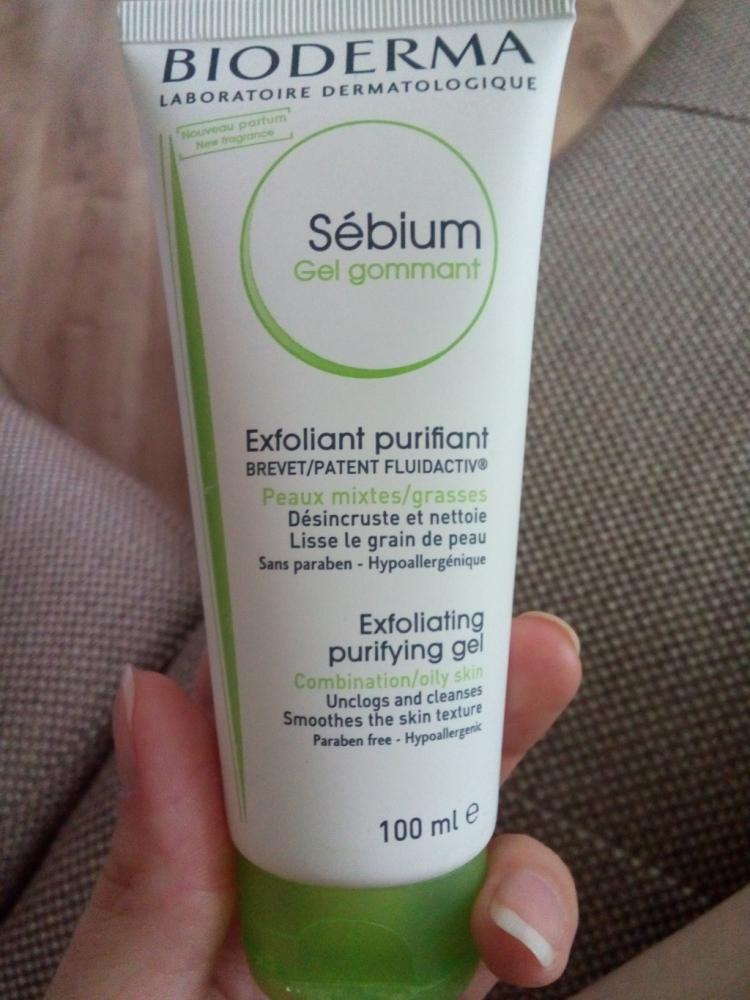 BIODERMA
LABORATOIRE DERMATOLOGIQUE
Nouveau parfum
New fragrance
Sébium
Gel gommant
Exfoliant purifiant
BREVET/PATENT FLUIDACTIV®
Peaux mixtes/grasses
Désincruste et nettoie
Lisse le grain de peau
Sans paraben - Hypoallergénique
Exfoliating
purifying gel
Combination/oily skin
Unclogs and cleanses
Smoothes the skin texture
Paraben free - Hypoallergenic
100 ml e